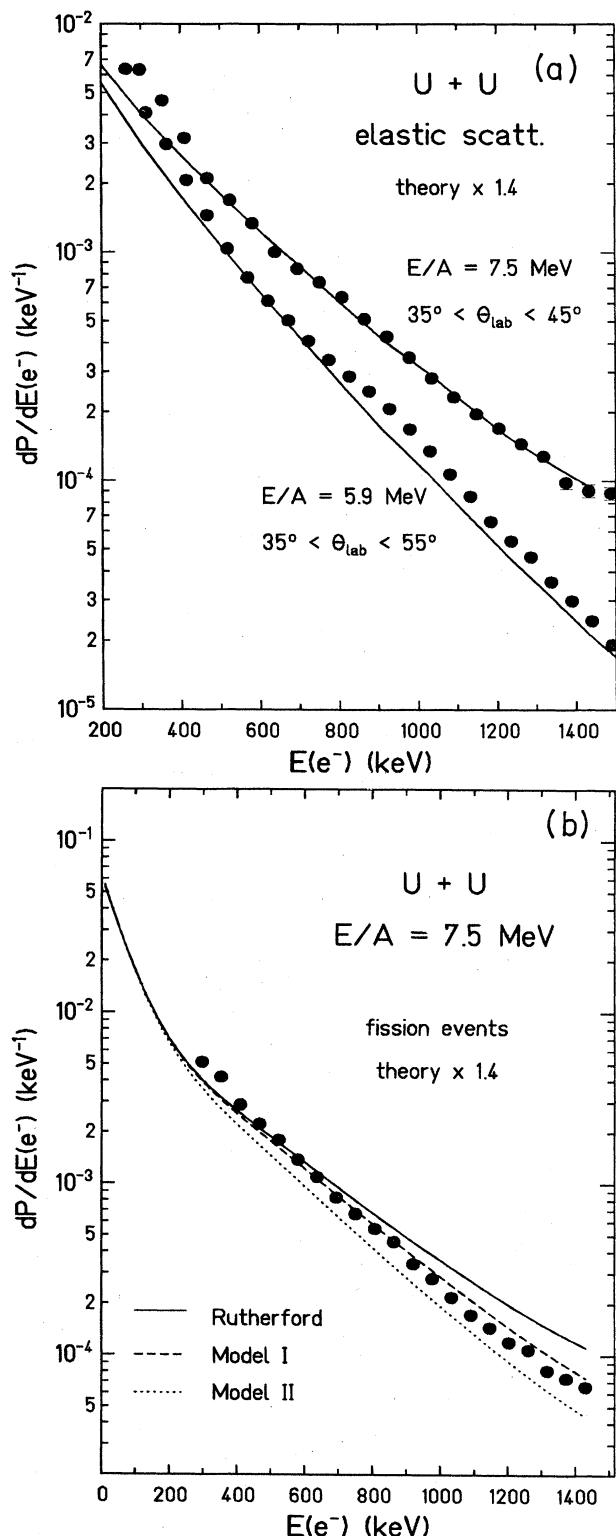 (a)
U + U
elastic scatt.
theory x 1.4
E/A = 7.5 MeV
35° < θlab < 45°
E/A = 5.9 MeV
35° < θlab < 55°
dP/dE(e⁻) (keV⁻¹)
10⁻²
7
5
3
2
10⁻³
7
5
3
2
10⁻⁴
7
5
3
2
10⁻⁵
200 400 600 800 1000 1200 1400
E(e⁻) (keV)
(b)
U + U
E/A = 7.5 MeV
fission events
theory x 1.4
dP/dE(e⁻) (keV⁻¹)
10⁻¹
5
2
10⁻²
5
2
10⁻³
5
2
10⁻⁴
5
Rutherford
Model I
Model II
0 200 400 600 800 1000 1200 1400
E(e⁻) (keV)